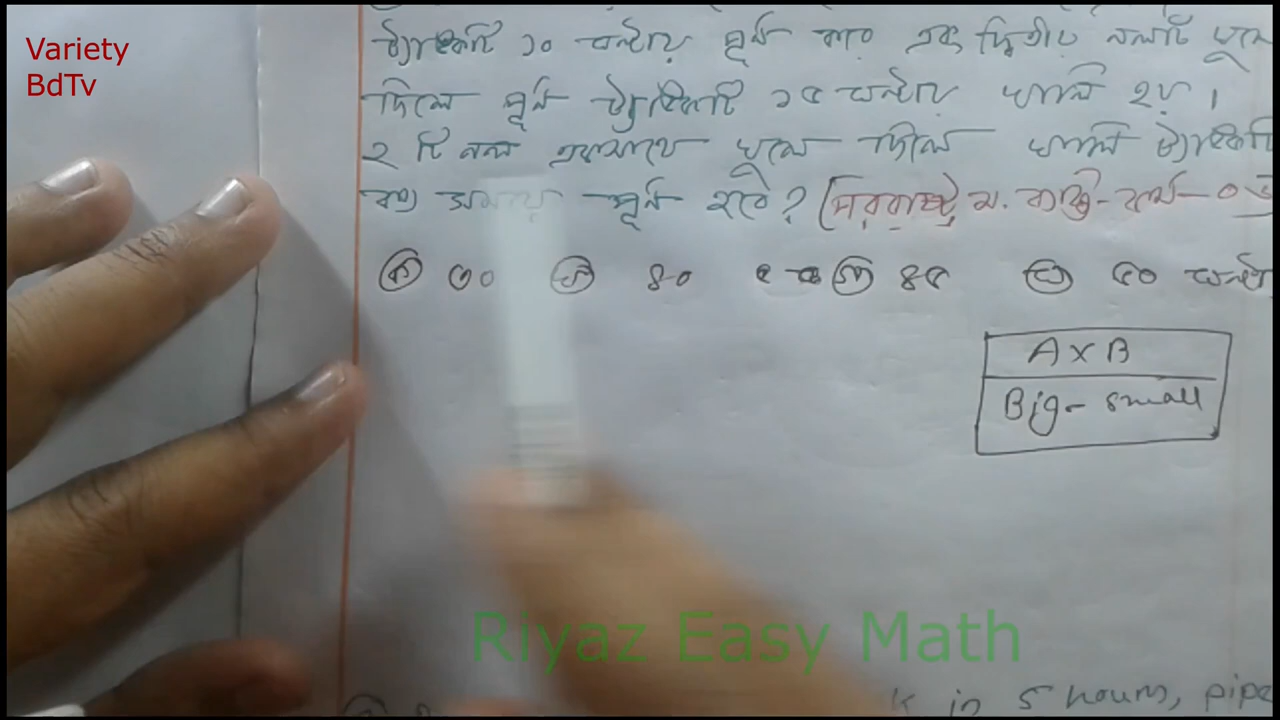 Variety
BdTv
ট্যাংকটি ১০ ঘন্টায় পূর্ন করে এবং দ্বিতীয় নলটি খুলে
দিলে পূর্ন ট্যাংকটি ১৫ ঘন্টায় খালি হয়।
২ টি নল একসাথে খুলে দিলে খালি ট্যাংকটি
কত সময়ে পূর্ন হবে? [
ক ৩০ খ ৪০ গ ৪৫ ঘ ৫০ ঘন্টা
A x B
Big - small
Riyaz Easy Math
in 5 hours, pipe